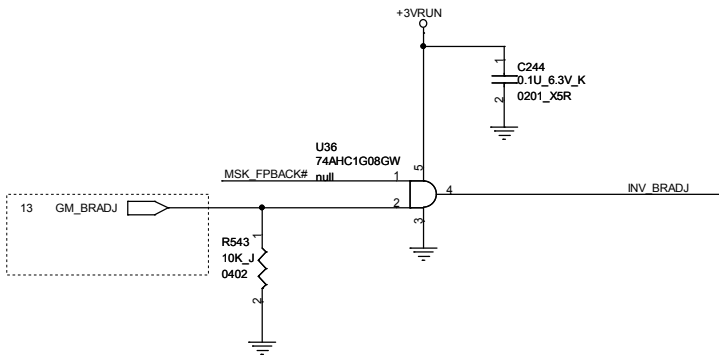 +3VRUN
1
C244
0.1U_6.3V_K
2
0201_X5R
U36
74AHC1G08GW
MSK_FPBACK# null 1
5
4
INV_BRADJ
13 GM_BRADJ
2
3
1
R543
10K_J
0402
2